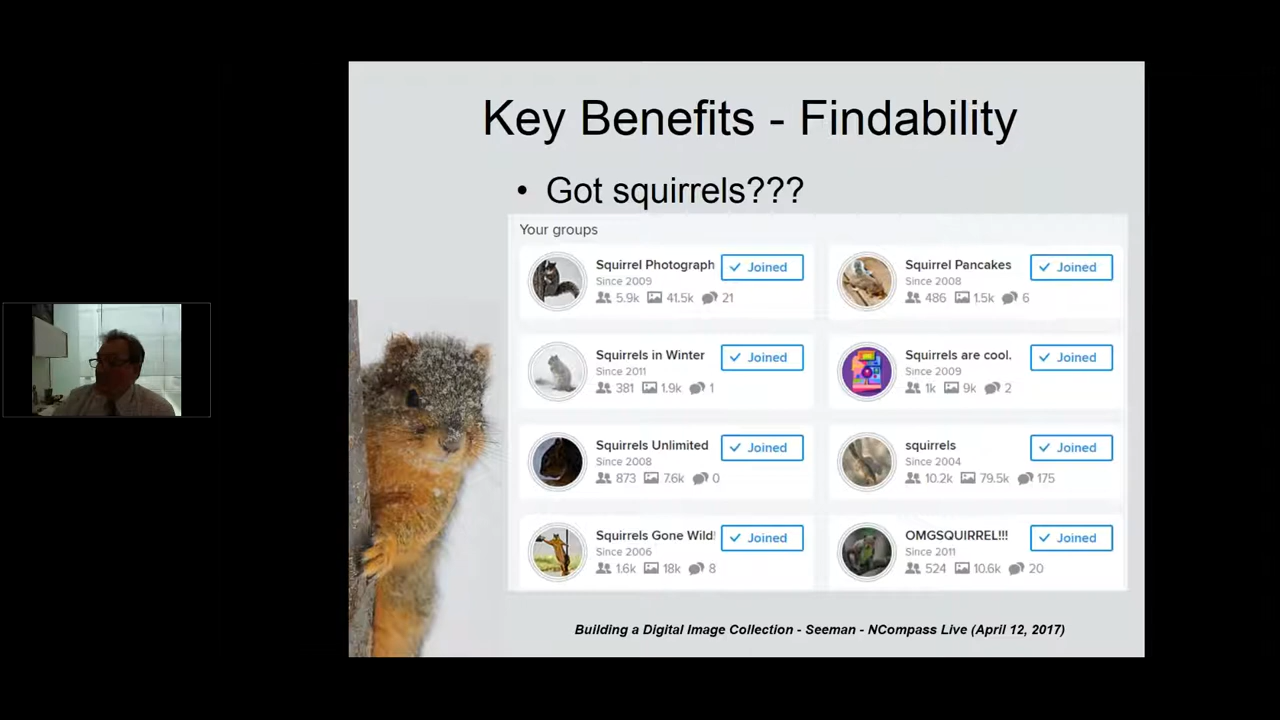 Key Benefits - Findability
• Got squirrels???
Your groups
Squirrel Photograph
Joined
Since 2009
5.9k 41.5k 21
Squirrel Pancakes
Joined
Since 2008
486 1.5k 6
Squirrels in Winter
Joined
Since 2011
381 1.9k 1
Squirrels are cool.
Joined
Since 2009
1k 9k 2
Squirrels Unlimited
Joined
Since 2008
873 7.6k 0
squirrels
Joined
Since 2004
10.2k 79.5k 175
Squirrels Gone Wild!
Joined
Since 2006
1.6k 18k 8
OMGSQUIRREL!!!
Joined
Since 2011
524 10.6k 20
Building a Digital Image Collection - Seeman - NCompass Live (April 12, 2017)